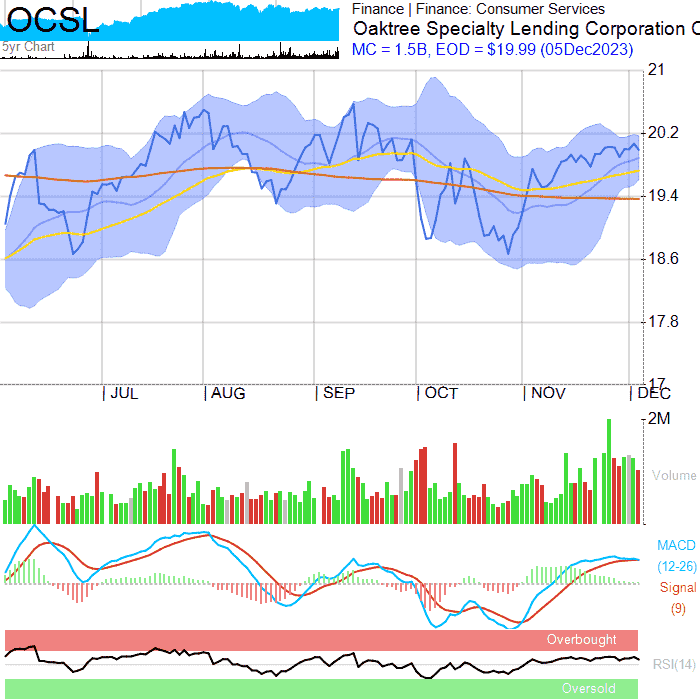 OCSL
5yr Chart
Finance | Finance: Consumer Services
Oaktree Specialty Lending Corporation C
MC = 1.5B, EOD = $19.99 (05Dec2023)
21
20.2
19.4
18.6
17.8
17
| JUL | AUG | SEP | OCT | NOV | DEC
2M
Volume
MACD
(12-26)
Signal
(9)
Overbought
RSI(14)
Oversold